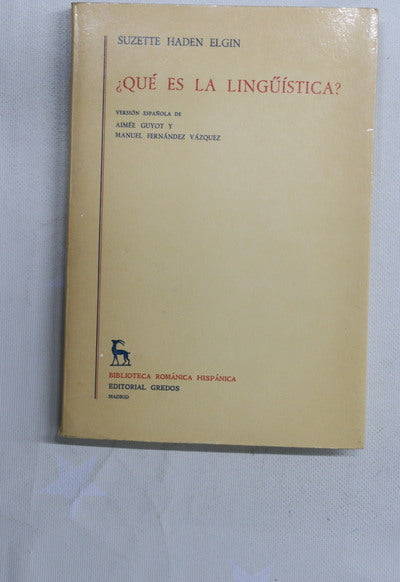 SUZETTE HADEN ELGIN
¿QUÉ ES LA LINGÜÍSTICA?
VERSIÓN ESPAÑOLA DE
AIMÉE GUYOT Y
MANUEL FERNÁNDEZ VÁZQUEZ
BIBLIOTECA ROMÁNICA HISPÁNICA
EDITORIAL GREDOS
MADRID